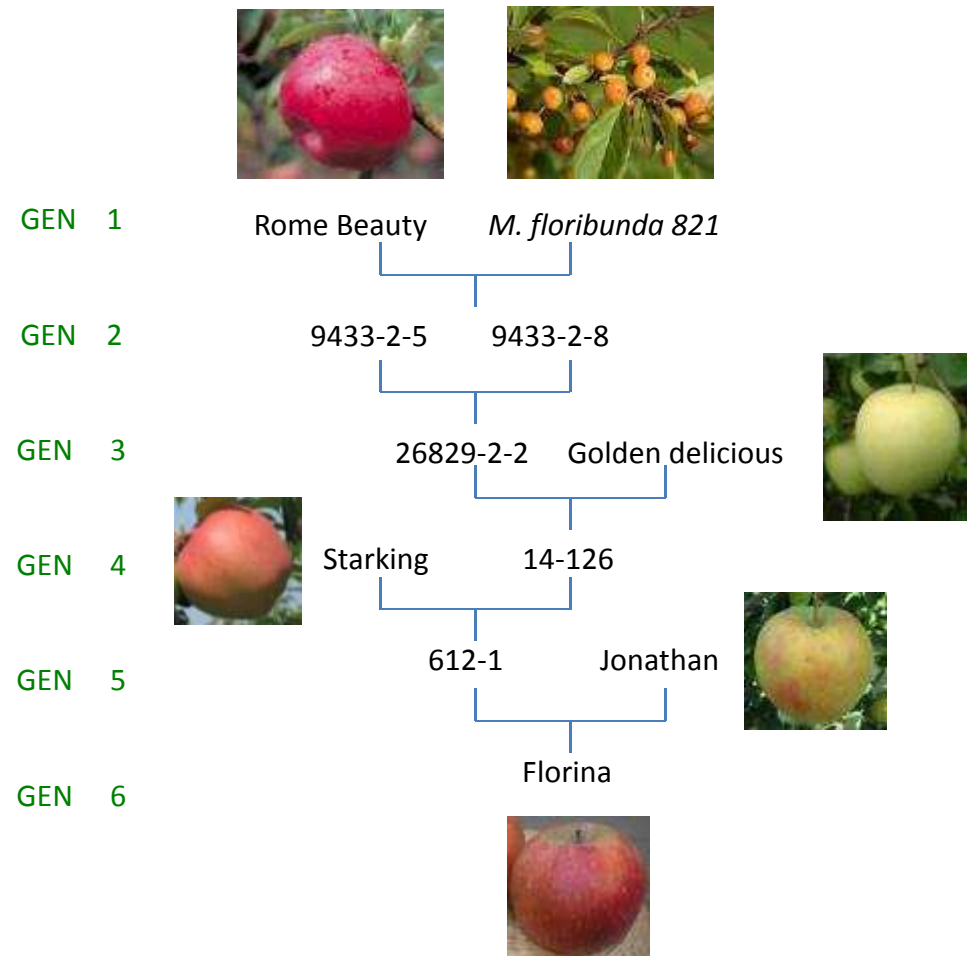 GEN 1 Rome Beauty M. floribunda 821
GEN 2 9433-2-5 9433-2-8
GEN 3 26829-2-2 Golden delicious
GEN 4 Starking 14-126
GEN 5 612-1 Jonathan
GEN 6 Florina